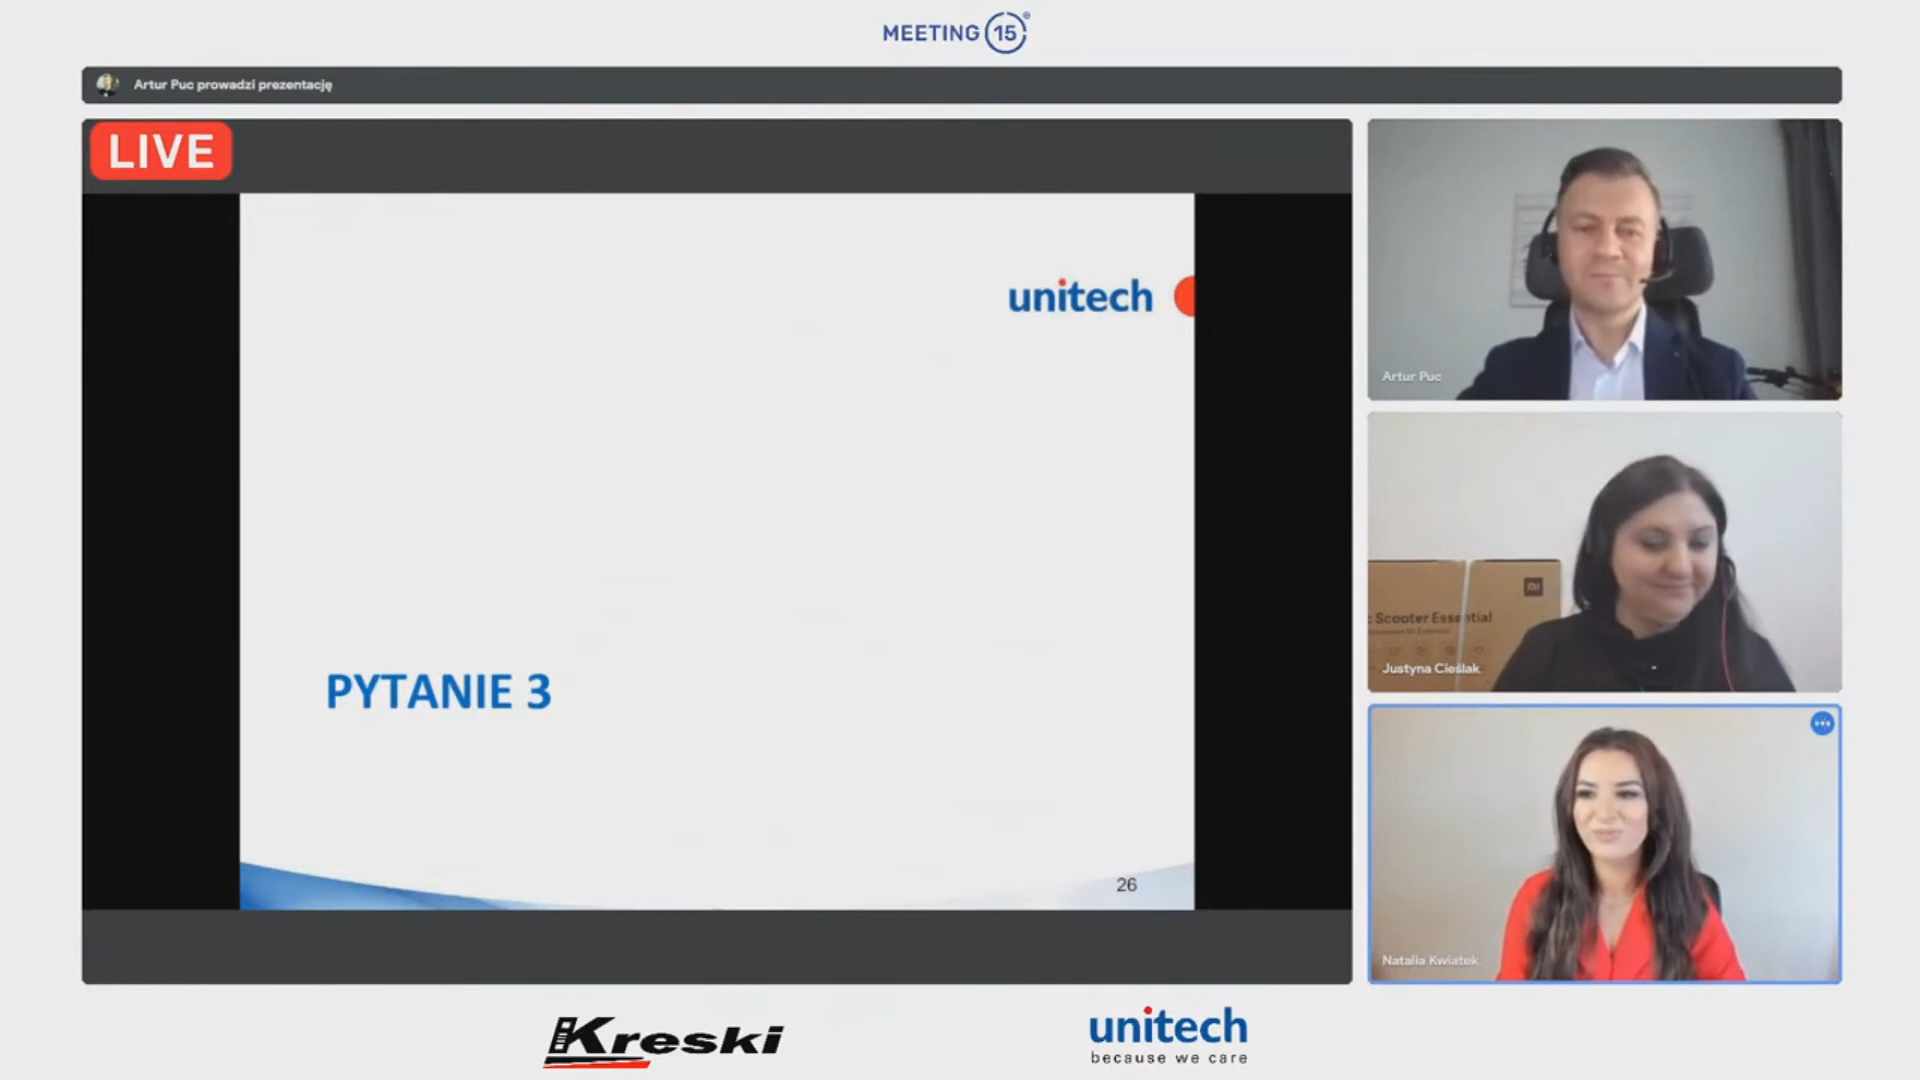 MEETING 15
Artur Puc prowadzi prezentację
LIVE
unitech
PYTANIE 3
26
Artur Puc
Scooter Essential
Justyna Cieślak
Natalia Kwiatek
Kreski
unitech
because we care